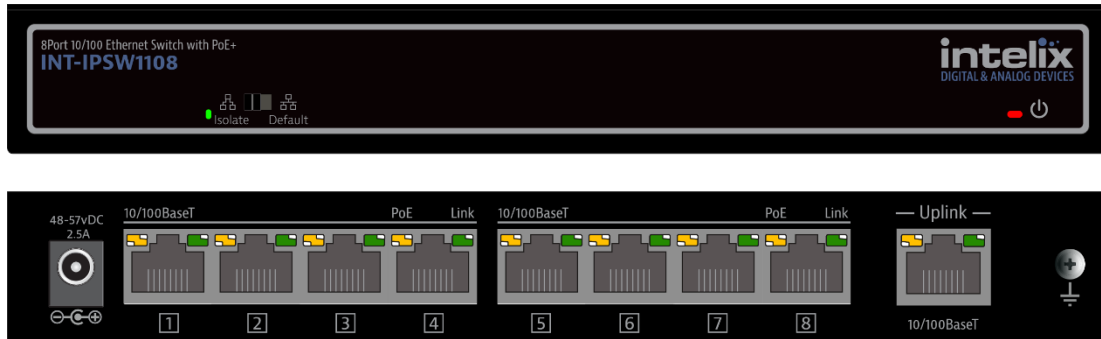 8Port 10/100 Ethernet Switch with PoE+
INT-IPSW1108
intelix
DIGITAL & ANALOG DEVICES
Isolate Default
48-57vDC
2.5A
10/100BaseT PoE Link
10/100BaseT PoE Link
— Uplink —
1 2 3 4
5 6 7 8
10/100BaseT